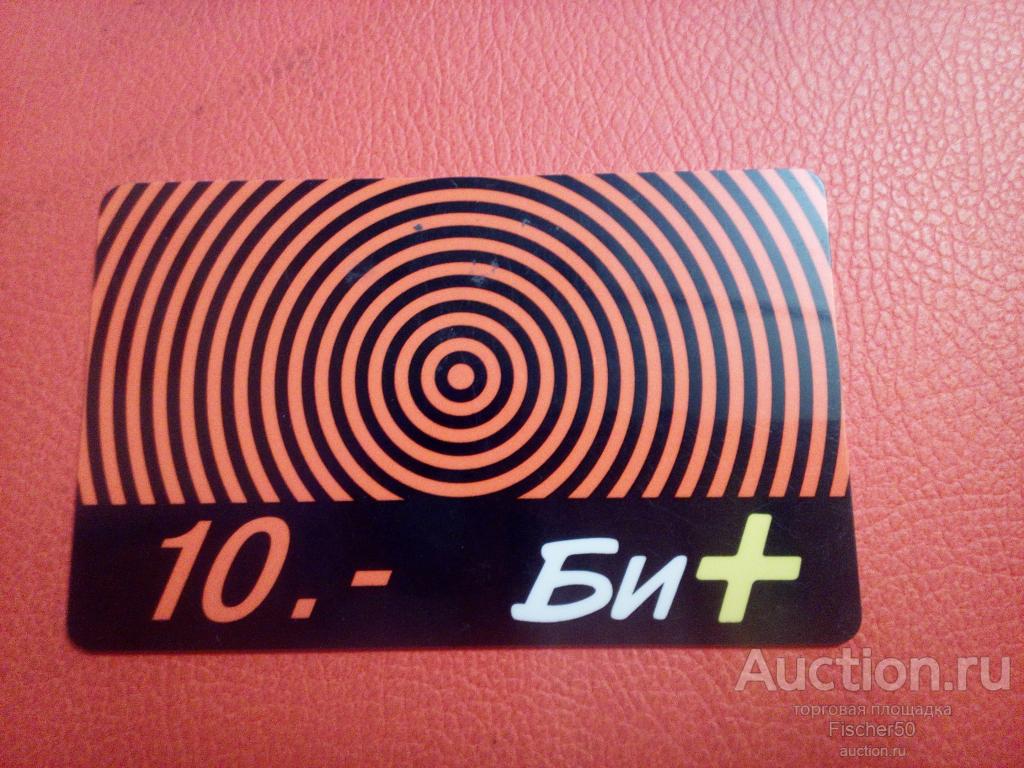 10.- Би+
Auction.ru
торговая площадка
Fischer50
auction.ru